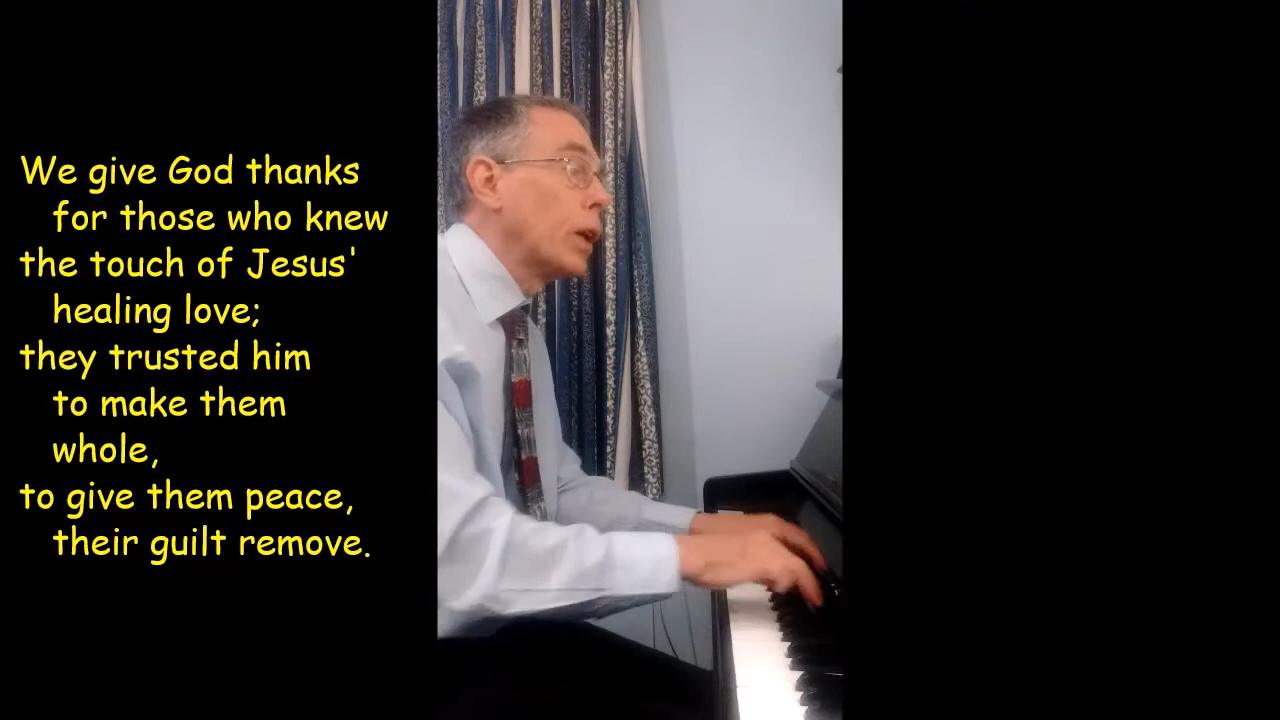 We give God thanks
for those who knew
the touch of Jesus'
healing love;
they trusted him
to make them
whole,
to give them peace,
their guilt remove.